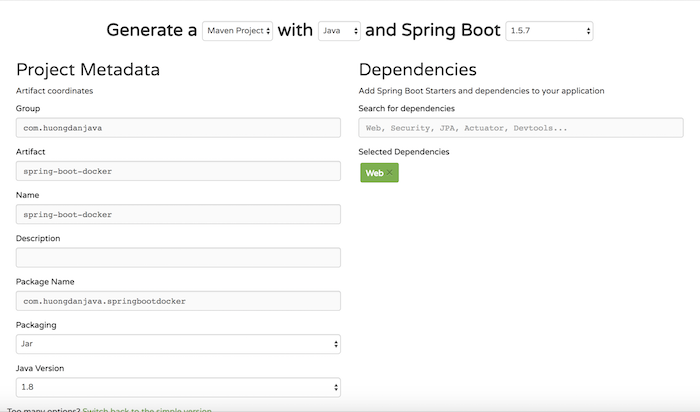 Generate a Maven Project with Java and Spring Boot 1.5.7
Project Metadata
Artifact coordinates
Group
com.huongdanjava
Artifact
spring-boot-docker
Name
spring-boot-docker
Description
Package Name
com.huongdanjava.springbootdocker
Packaging
Jar
Java Version
1.8
Too many options? Switch back to the simple version.
Dependencies
Add Spring Boot Starters and dependencies to your application
Search for dependencies
Web, Security, JPA, Actuator, Devtools...
Selected Dependencies
Web ×